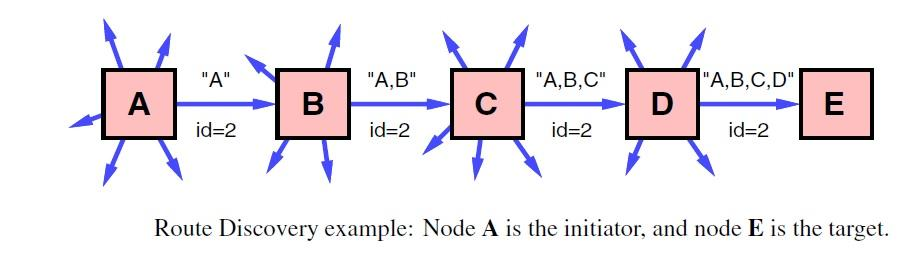 "A" "A,B" "A,B,C" "A,B,C,D"
A B C D E
id=2 id=2 id=2 id=2
Route Discovery example: Node A is the initiator, and node E is the target.